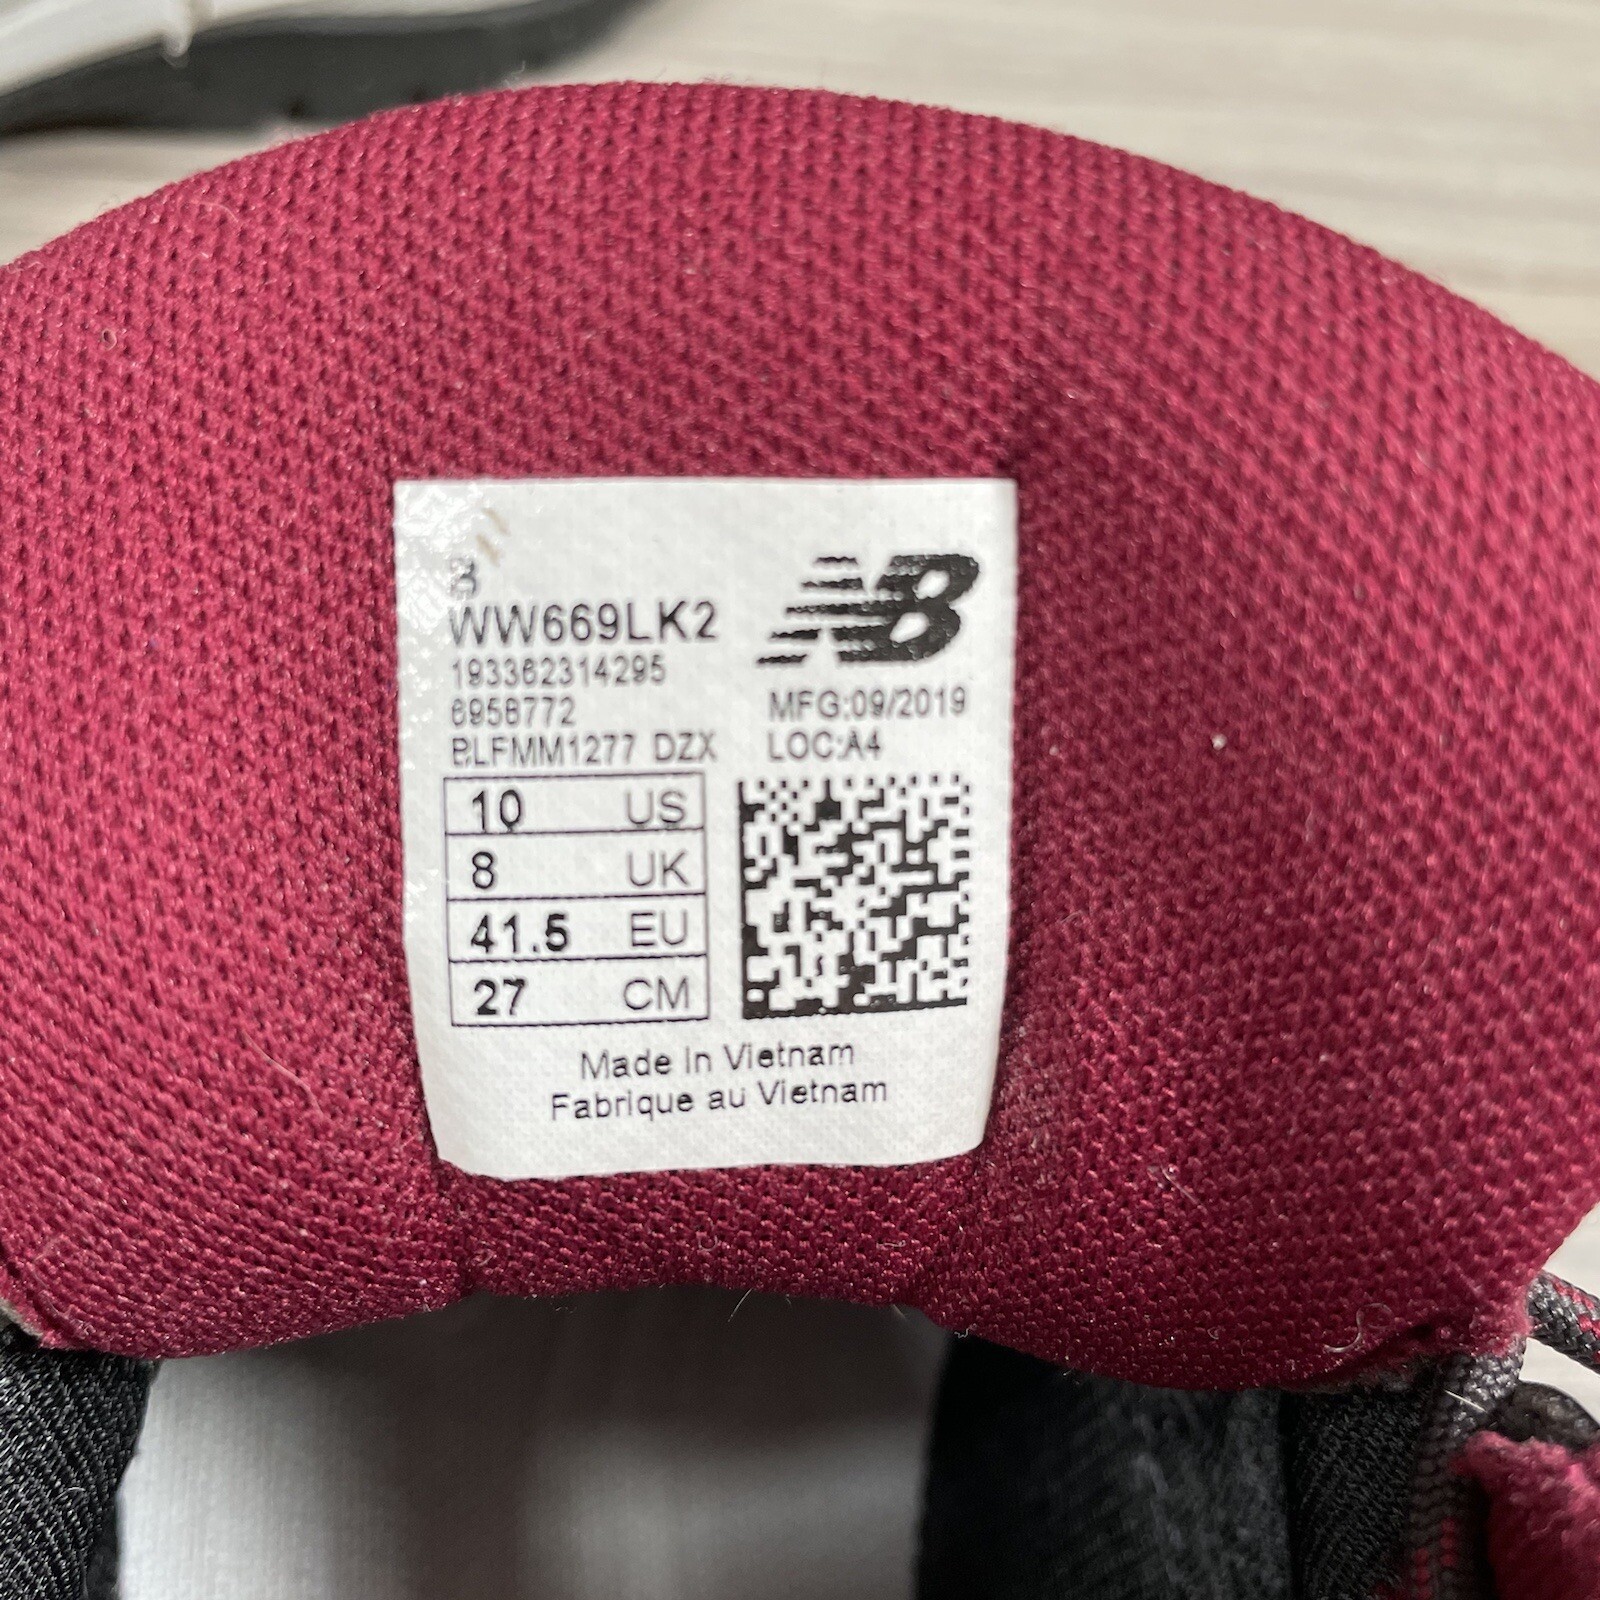 B
WW669LK2
193362314295
6958772
BLFMM1277 DZX
NB
MFG:09/2019
LOC:A4
10 US
8 UK
41.5 EU
27 CM
Made In Vietnam
Fabrique au Vietnam